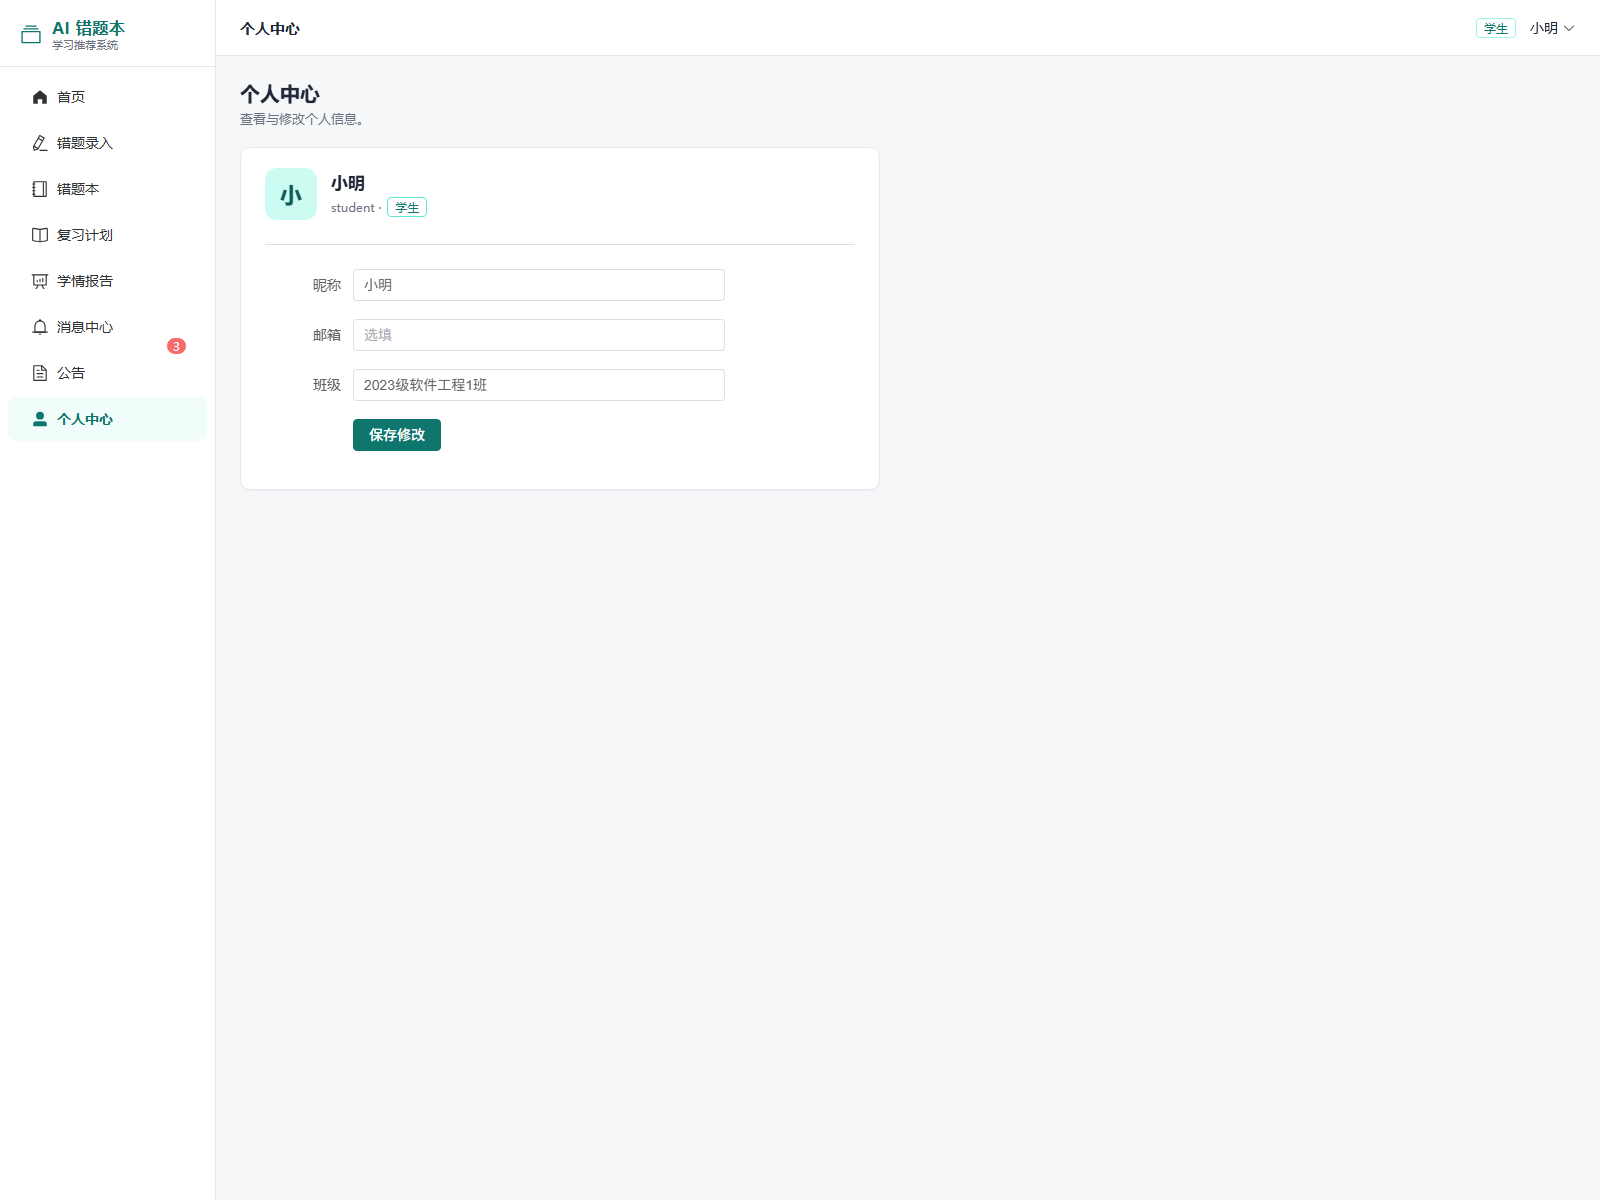 AI 错题本
学习推荐系统
首页
错题录入
错题本
复习计划
学情报告
消息中心
3
公告
个人中心
个人中心
学生
小明
个人中心
查看与修改个人信息。
小
小明
student · 学生
昵称 小明
邮箱 选填
班级 2023级软件工程1班
保存修改